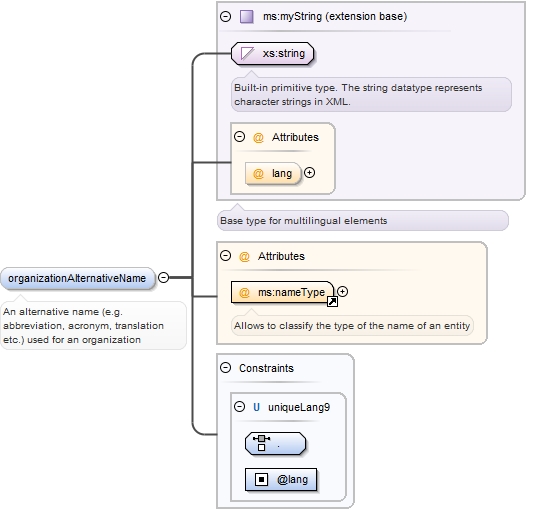 ms:myString (extension base)
xs:string
Built-in primitive type. The string datatype represents
character strings in XML.
@ Attributes
@ lang
Base type for multilingual elements
organizationAlternativeName
An alternative name (e.g.
abbreviation, acronym, translation
etc.) used for an organization
@ Attributes
@ ms:nameType
Allows to classify the type of the name of an entity
Constraints
U uniqueLang9
.
@lang